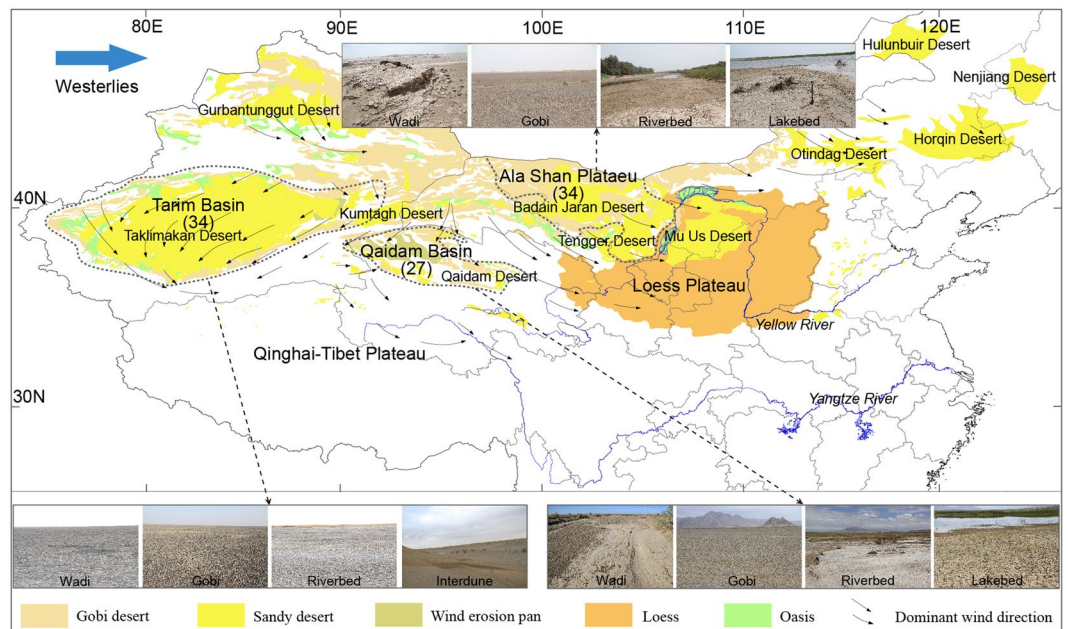 80E 90E 100E 110E 120E
Westerlies
Hulunbuir Desert
Nenjiang Desert
Gurbantunggut Desert
Wadi Gobi Riverbed Lakebed
Horqin Desert
Otindag Desert
40N
Ala Shan Plataeu
(34)
Badain Jaran Desert
Tarim Basin
(34)
Taklimakan Desert
Kumtagh Desert
Tengger Desert
Mu Us Desert
Qaidam Basin
(27)
Qaidam Desert
Loess Plateau
Yellow River
Qinghai-Tibet Plateau
30N
Yangtze River
Wadi Gobi Riverbed Interdune
Wadi Gobi Riverbed Lakebed
Gobi desert Sandy desert Wind erosion pan Loess Oasis Dominant wind direction